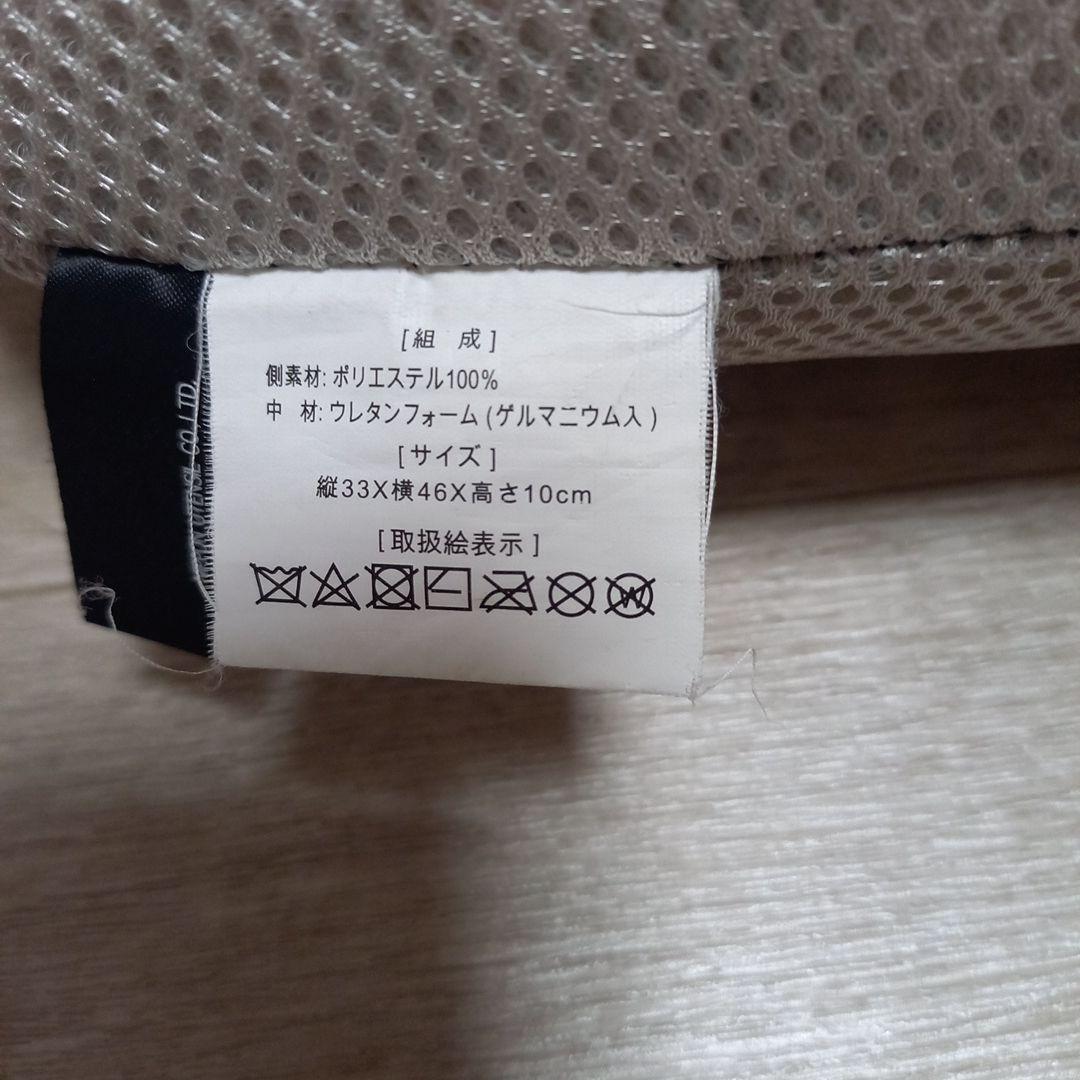 [組 成]
側素材: ポリエステル100%
中 材: ウレタンフォーム (ゲルマニウム入)
[サイズ]
縦33X横46X高さ10cm
[取扱絵表示]
W
CO.LTD.